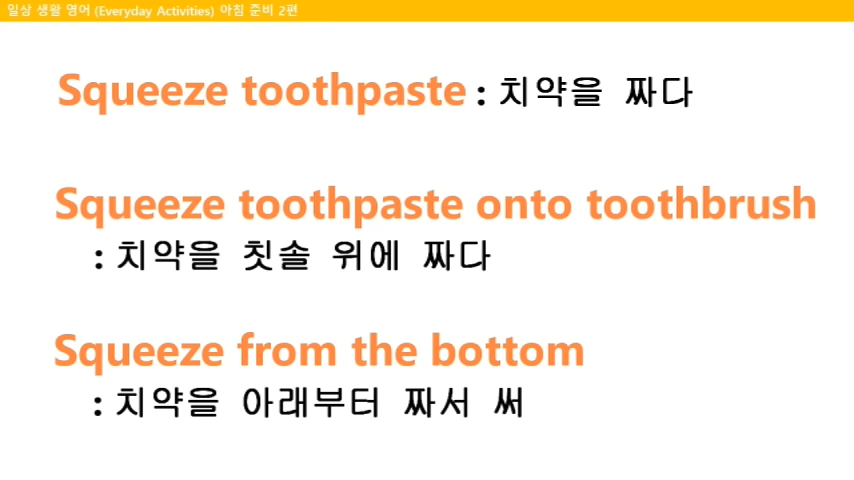 일상 생활 영어 (Everyday Activities) 아침 준비 2편
Squeeze toothpaste : 치약을 짜다
Squeeze toothpaste onto toothbrush
: 치약을 칫솔 위에 짜다
Squeeze from the bottom
: 치약을 아래부터 짜서 써